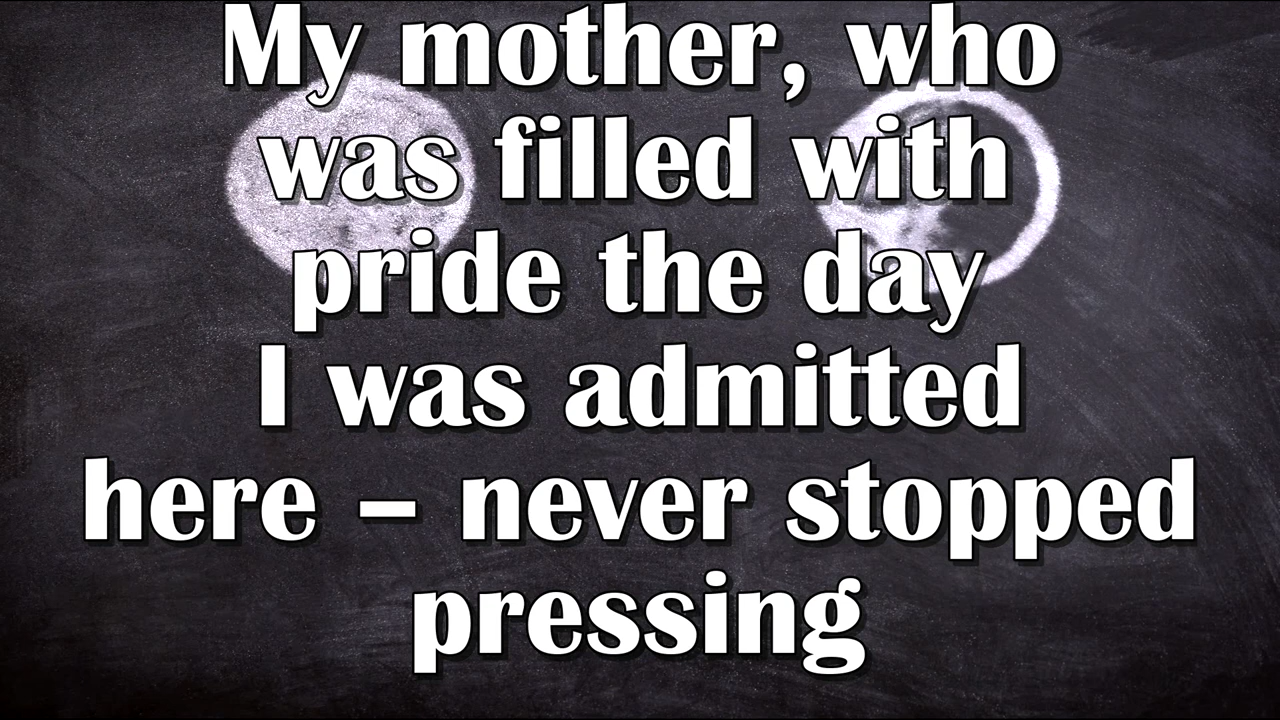 My mother, who
was filled with
pride the day
I was admitted
here – never stopped
pressing